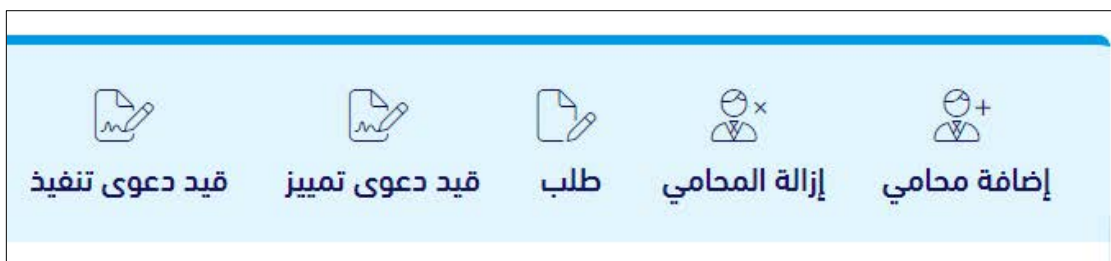 إضافة محامي
إزالة المحامي
طلب
قيد دعوى تمييز
قيد دعوى تنفيذ